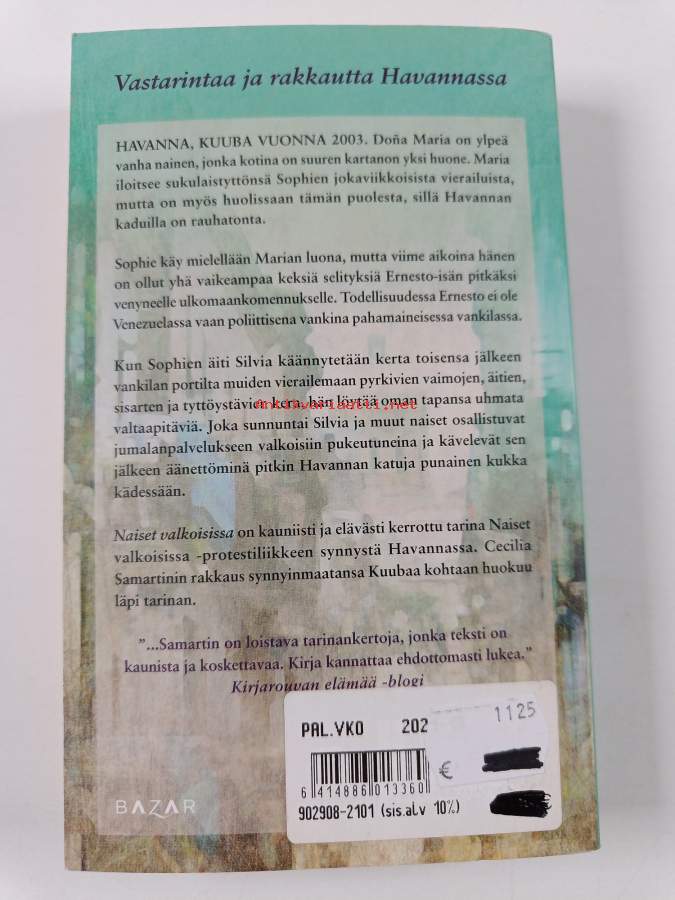 Vastarintaa ja rakkautta Havannassa
HAVANNA, KUUBA VUONNA 2003. Doña Maria on ylpeä
vanha nainen, jonka kotina on suuren kartanon yksi huone. Maria
iloitsee sukulaistyttönsä Sophien jokaviikkoisista vierailuista,
mutta on myös huolissaan tämän puolesta, sillä Havannan
kaduilla on rauhatonta.
Sophie käy mielellään Marian luona, mutta viime aikoina hänen
on ollut yhä vaikeampaa keksiä selityksiä Ernesto-isän pitkäksi
venyneelle ulkomaankomennukselle. Todellisuudessa Ernesto ei ole
Venezuelassa vaan poliittisena vankina pahamaineisessa vankilassa.
Kun Sophien äiti Silvia käännytetään kerta toisensa jälkeen
vankilan portilta muiden vierailemaan pyrkivien vaimojen, äitien,
sisarten ja tyttöystävien kera, hän löytää oman tapansa uhmata
antikvariaatti.net
valtaapitäviä. Joka sunnuntai Silvia ja muut naiset osallistuvat
jumalanpalvelukseen valkoisiin pukeutuneina ja kävelevät sen
jälkeen äänettöminä pitkin Havannan katuja punainen kukka
kädessään.
Naiset valkoisissa on kauniisti ja elävästi kerrottu tarina Naiset
valkoisissa -protestiliikkeen synnystä Havannassa. Cecilia
Samartinin rakkaus synnyinmaatansa Kuubaa kohtaan huokuu
läpi tarinan.
"...Samartin on loistava tarinankertoja, jonka teksti on
kaunista ja koskettavaa. Kirja kannattaa ehdottomasti lukea."
Kirjarouvan elämää -blogi
PAL.VKO 202 1125
€
6 414886 013360
902908-2101 (sis.alv 10%)
BAZAR